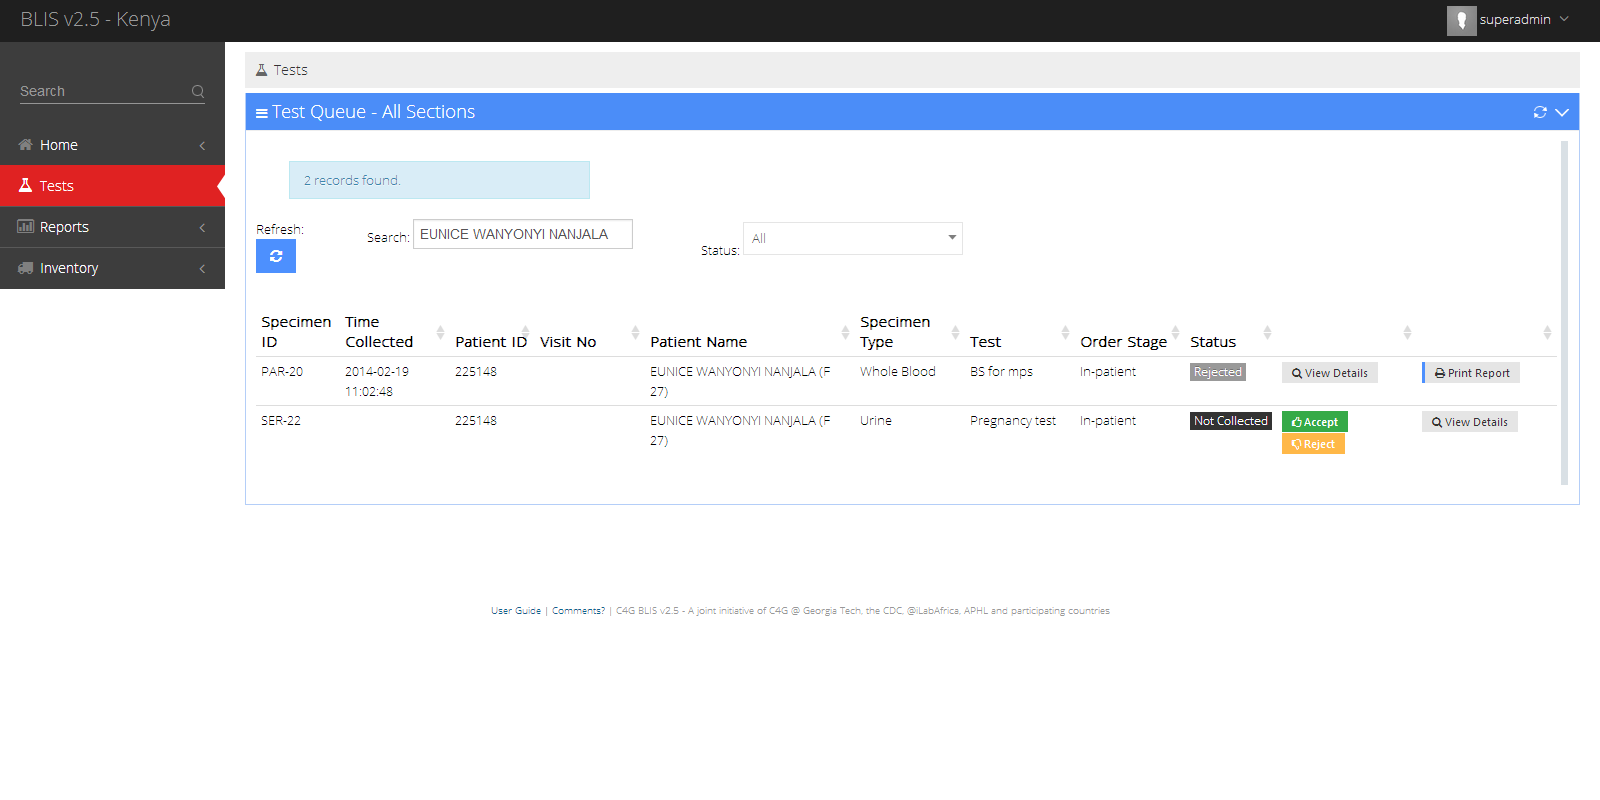 BLIS v2.5 - Kenya
superadmin
Search
Home
Tests
Reports
Inventory
Tests
Test Queue - All Sections
2 records found.
Refresh:
Search: EUNICE WANYONYI NANJALA
Status: All
Specimen ID Time Collected Patient ID Visit No Patient Name Specimen Type Test Order Stage Status
PAR-20 2014-02-19 11:02:48 225148 EUNICE WANYONYI NANJALA (F 27) Whole Blood BS for mps In-patient Rejected View Details Print Report
SER-22 225148 EUNICE WANYONYI NANJALA (F 27) Urine Pregnancy test In-patient Not Collected Accept Reject View Details
User Guide | Comments? | C4G BLIS v2.5 - A joint initiative of C4G @ Georgia Tech, the CDC, @iLabAfrica, APHL and participating countries